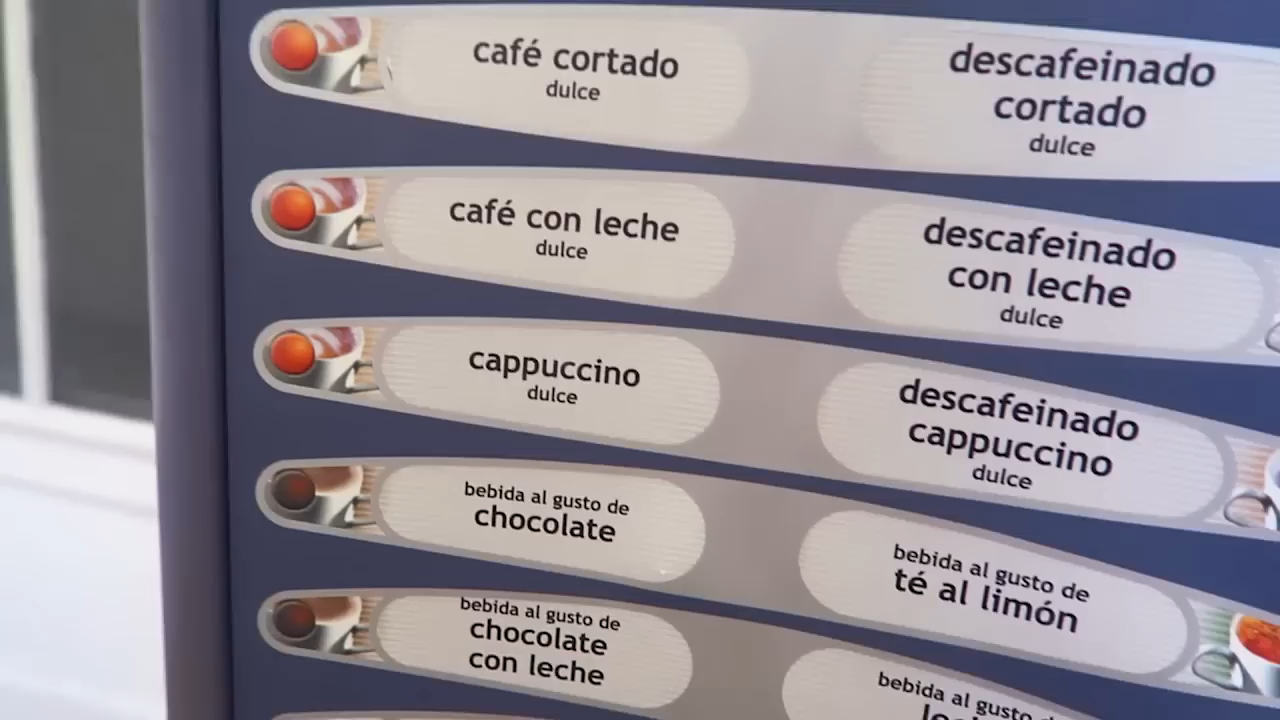 café cortado
dulce
descafeinado
cortado
dulce
café con leche
dulce
descafeinado
con leche
dulce
cappuccino
dulce
descafeinado
cappuccino
dulce
bebida al gusto de
chocolate
bebida al gusto de
té al limón
bebida al gusto de
chocolate
con leche
bebida al gusto de